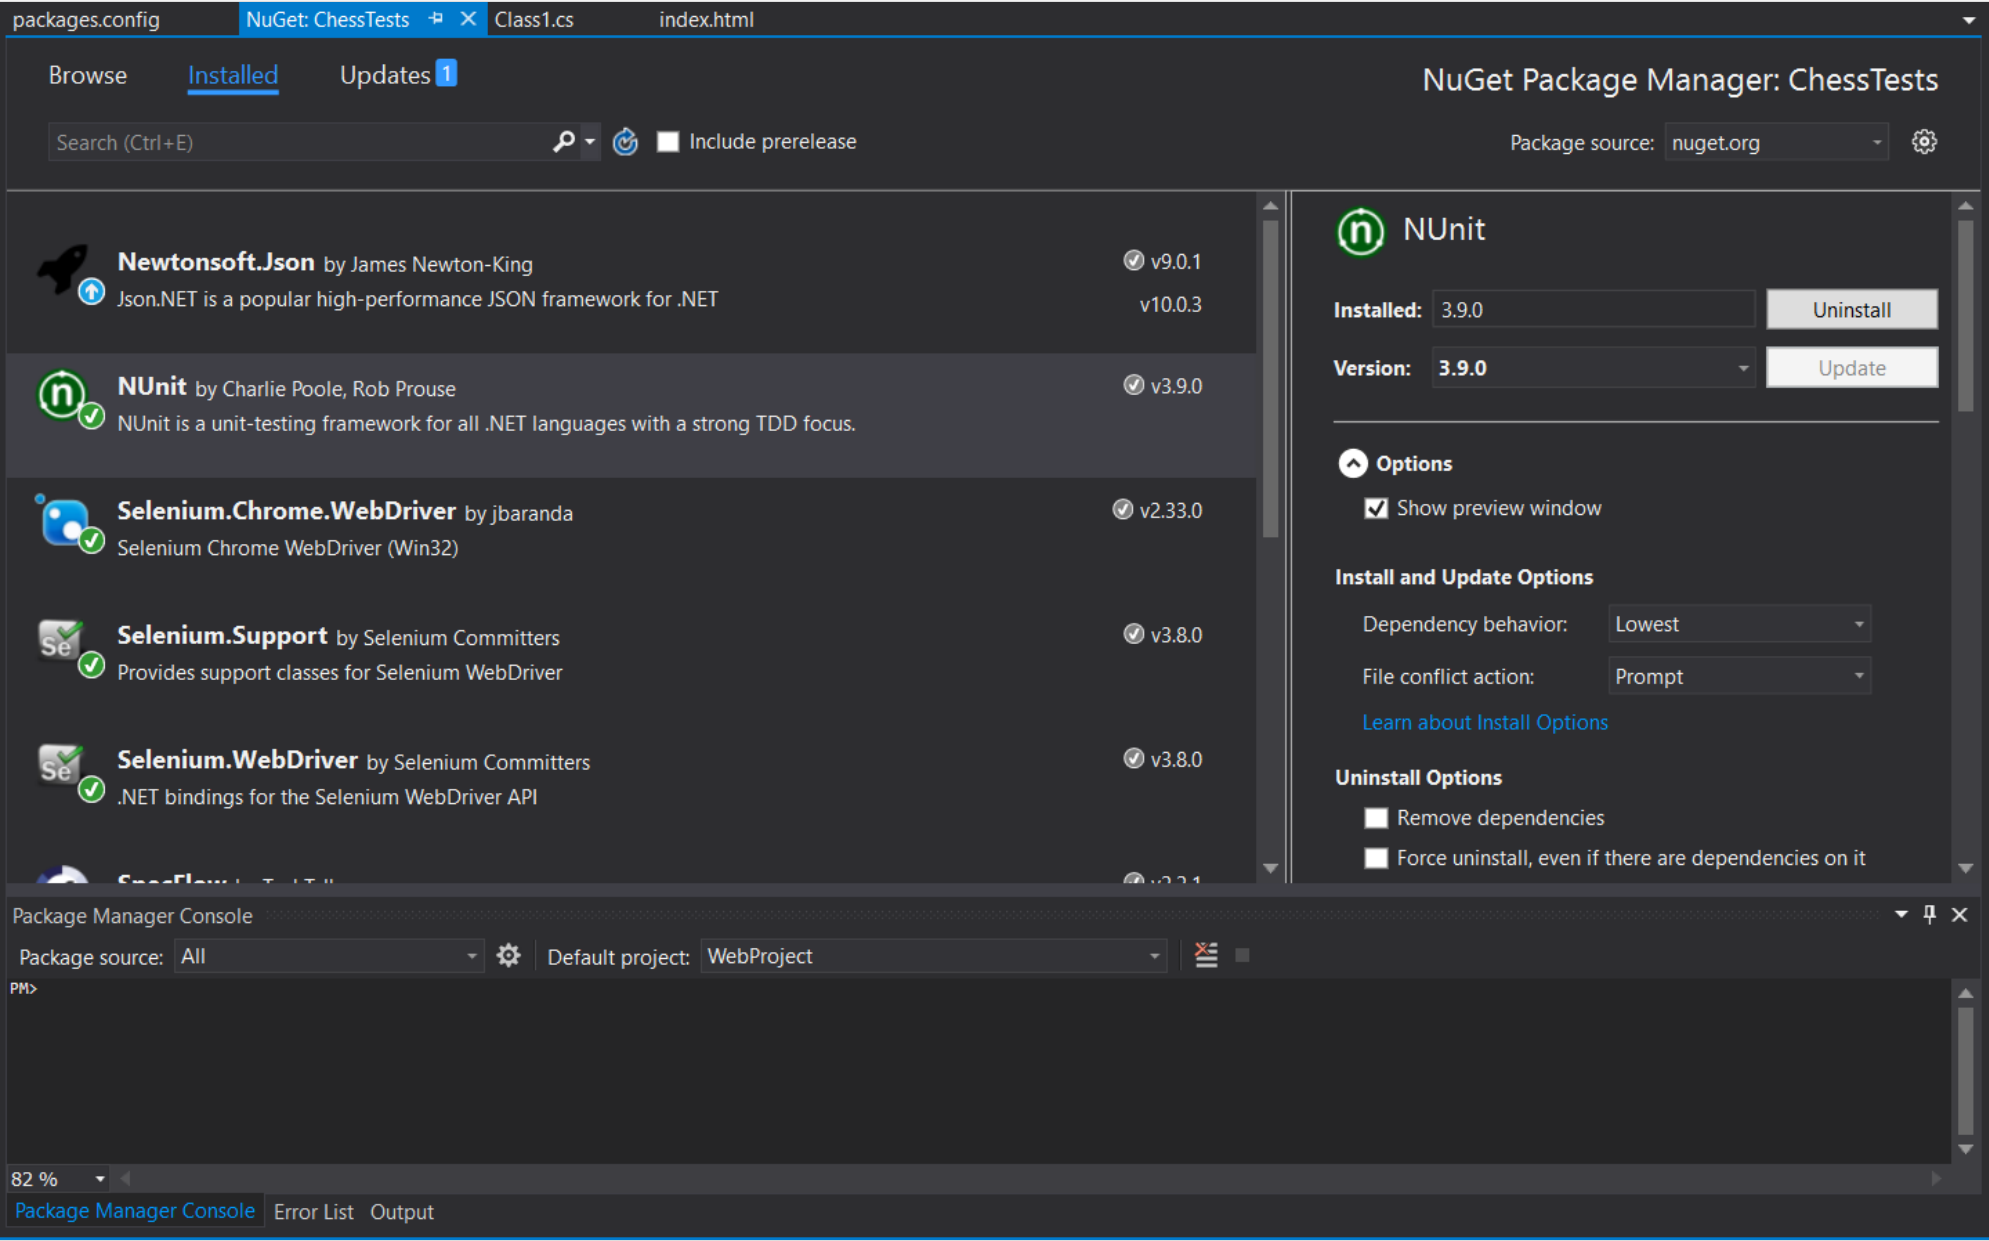 packages.config
NuGet: ChessTests
Class1.cs
index.html
Browse
Installed
Updates 1
NuGet Package Manager: ChessTests
Search (Ctrl+E)
Include prerelease
Package source: nuget.org
Newtonsoft.Json by James Newton-King
v9.0.1
Json.NET is a popular high-performance JSON framework for .NET
v10.0.3
NUnit by Charlie Poole, Rob Prouse
v3.9.0
NUnit is a unit-testing framework for all .NET languages with a strong TDD focus.
Selenium.Chrome.WebDriver by jbaranda
v2.33.0
Selenium Chrome WebDriver (Win32)
Se
Selenium.Support by Selenium Committers
v3.8.0
Provides support classes for Selenium WebDriver
Se
Selenium.WebDriver by Selenium Committers
v3.8.0
.NET bindings for the Selenium WebDriver API
SpecFlow
v2.2.1
n
NUnit
Installed: 3.9.0
Uninstall
Version: 3.9.0
Update
Options
Show preview window
Install and Update Options
Dependency behavior: Lowest
File conflict action: Prompt
Learn about Install Options
Uninstall Options
Remove dependencies
Force uninstall, even if there are dependencies on it
Package Manager Console
Package source: All
Default project: WebProject
PM>
82 %
Package Manager Console
Error List
Output